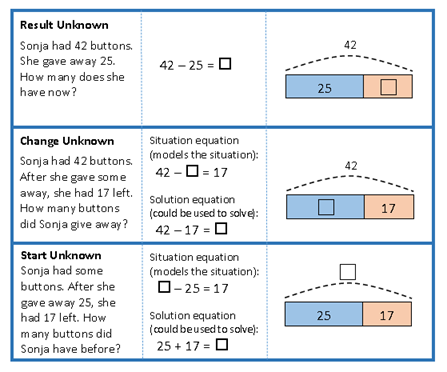 Result Unknown
Sonja had 42 buttons.
She gave away 25.
How many does she
have now?
42 – 25 = □
42
25 □
Change Unknown
Sonja had 42 buttons.
After she gave some
away, she had 17 left.
How many buttons
did Sonja give away?
Situation equation
(models the situation):
42 – □ = 17
Solution equation
(could be used to solve):
42 – 17 = □
42
□ 17
Start Unknown
Sonja had some
buttons. After she
gave away 25, she
had 17 left. How
many buttons did
Sonja have before?
Situation equation
(models the situation):
□ – 25 = 17
Solution equation
(could be used to solve):
25 + 17 = □
□
25 17